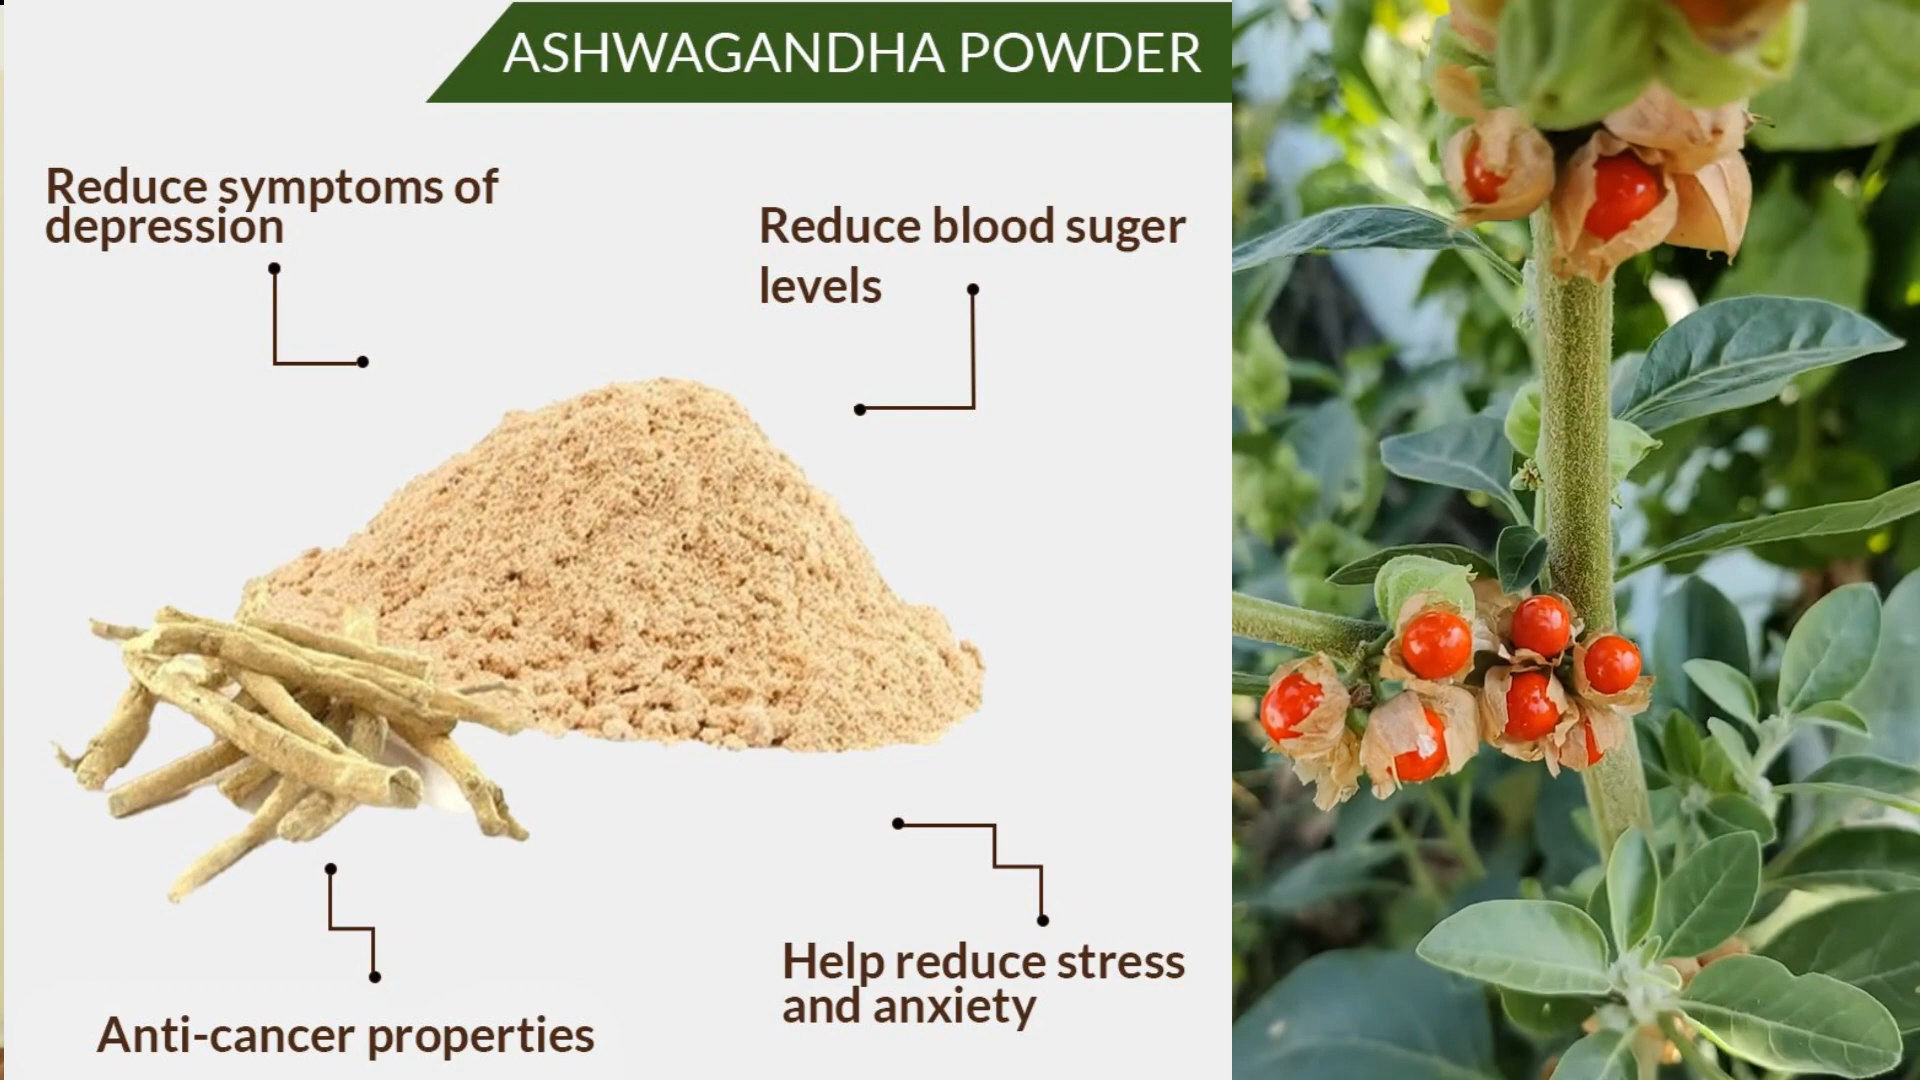 ASHWAGANDHA POWDER
Reduce symptoms of
depression
Reduce blood suger
levels
Help reduce stress
and anxiety
Anti-cancer properties